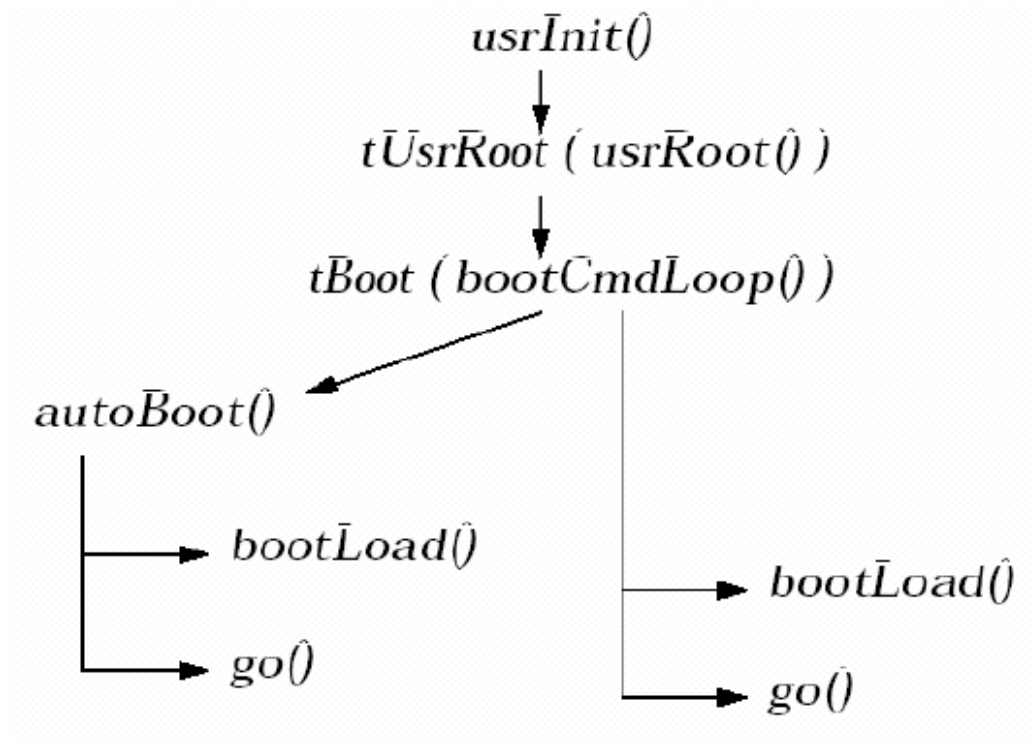 usrInit()
tUsrRoot ( usrRoot() )
tBoot ( bootCmdLoop() )
autoBoot()
bootLoad()
bootLoad()
go()
go()